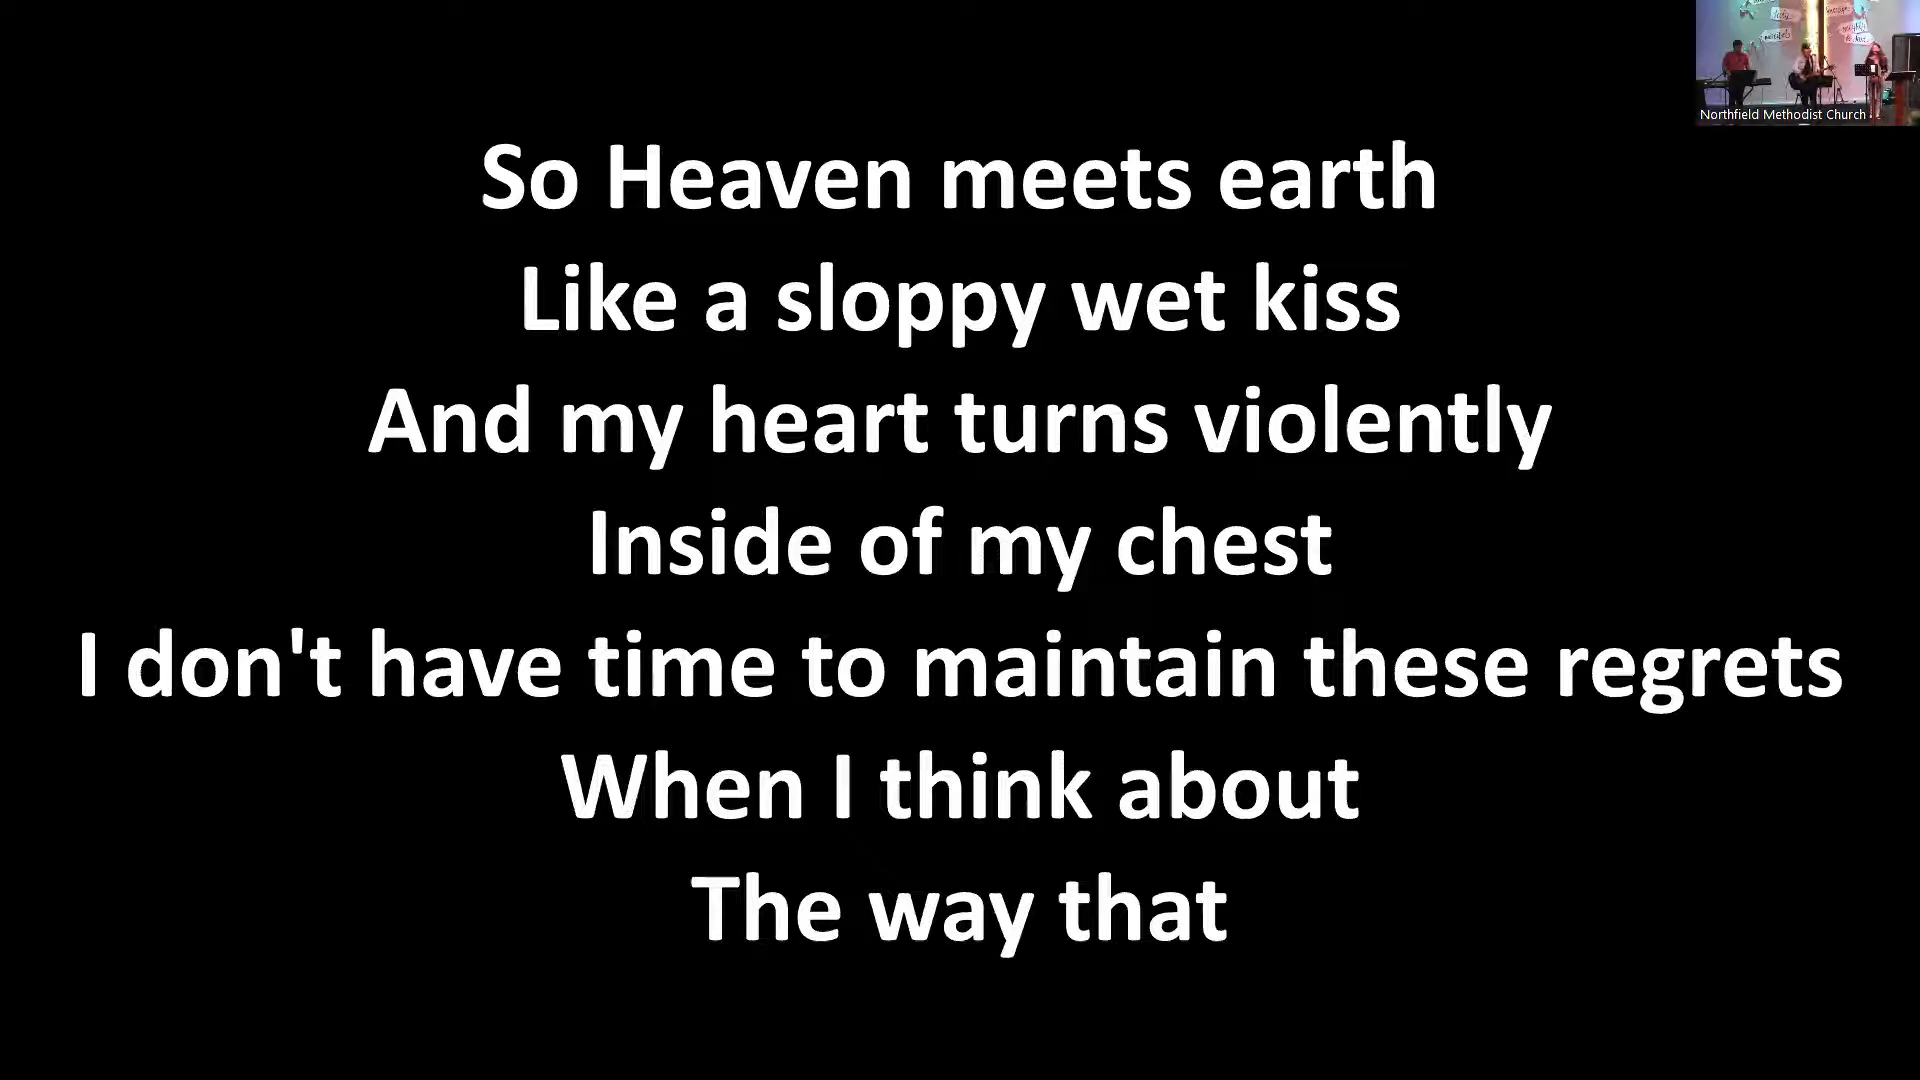 So Heaven meets earth
Like a sloppy wet kiss
And my heart turns violently
Inside of my chest
I don't have time to maintain these regrets
When I think about
The way that
Northfield Methodist Church